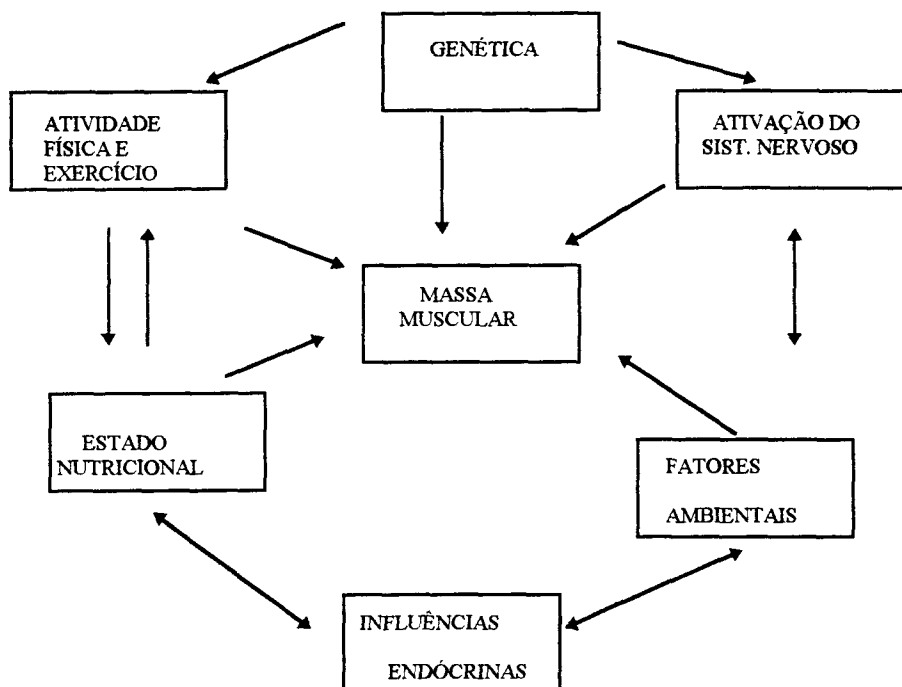 GENÉTICA
ATIVIDADE
FÍSICA E
EXERCÍCIO
ATIVAÇÃO DO
SIST. NERVOSO
MASSA
MUSCULAR
ESTADO
NUTRICIONAL
FATORES
AMBIENTAIS
INFLUÊNCIAS
ENDÓCRINAS